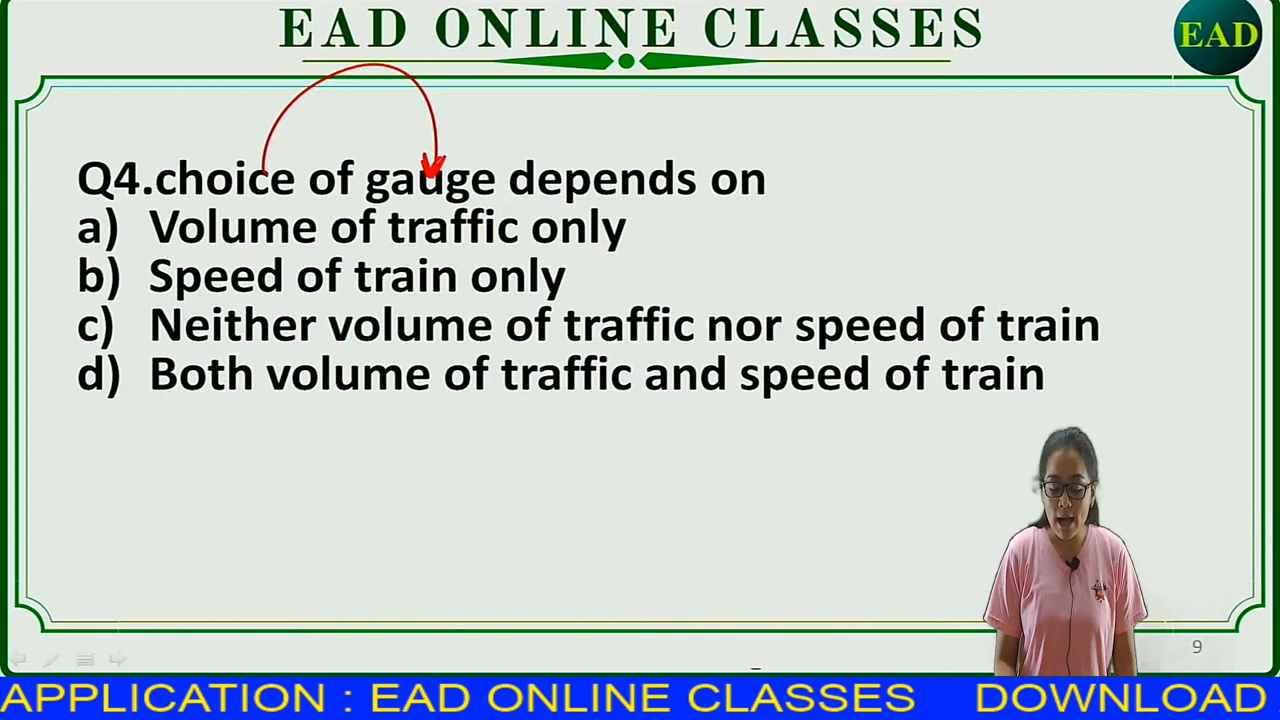 EAD ONLINE CLASSES
EAD
Q4.choice of gauge depends on
a) Volume of traffic only
b) Speed of train only
c) Neither volume of traffic nor speed of train
d) Both volume of traffic and speed of train
9
APPLICATION : EAD ONLINE CLASSES DOWNLOAD